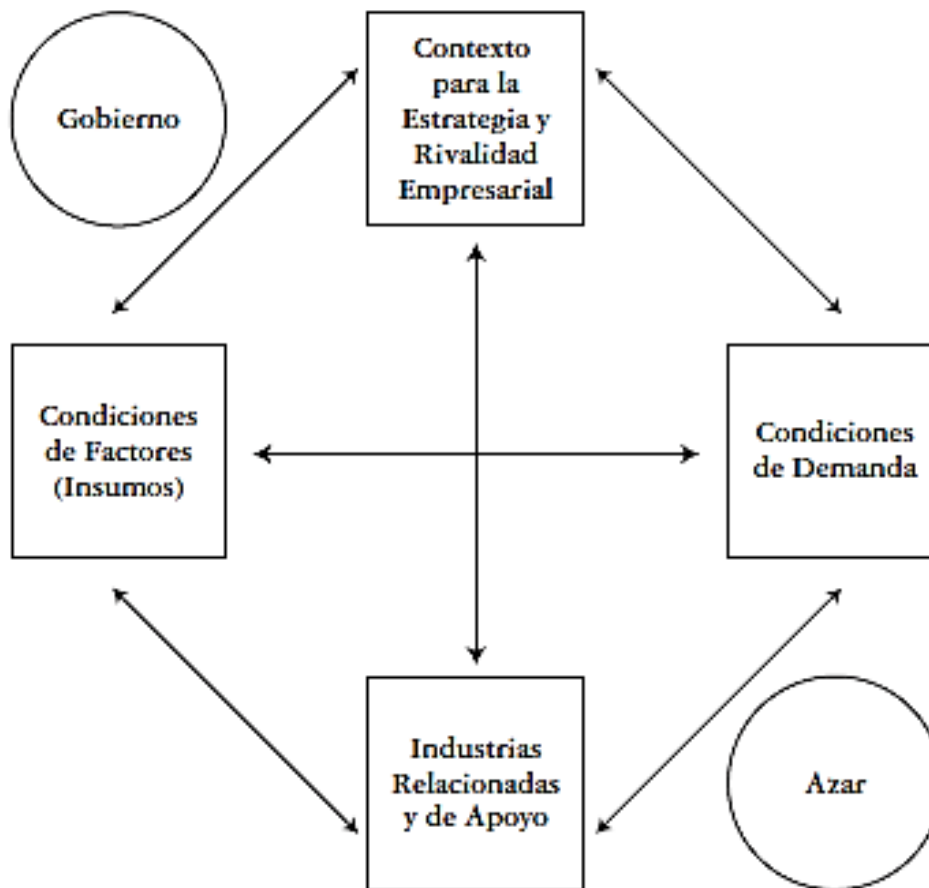 Contexto
para la
Estrategia y
Rivalidad
Empresarial
Gobierno
Condiciones
de Factores
(Insumos)
Condiciones
de Demanda
Industrias
Relacionadas
y de Apoyo
Azar